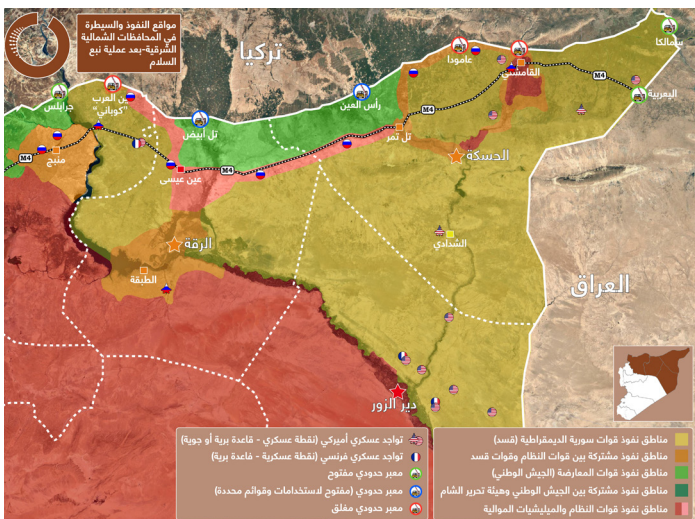 مواقع النفوذ والسيطرة
في المحافظات الشمالية
الشرقية-بعد عملية نبع
السلام
تركيا
سمالكا
عامودا
القامشلي
M4
اليعربية
جرابلس
عين العرب
"كوباني"
تل أبيض
رأس العين
M4
تل تمر
منبج
M4
عين عيسى
M4
الحسكة
الرقة
الشدادي
الطبقة
العراق
دير الزور
مناطق نفوذ قوات سورية الديمقراطية (قسد)
مناطق نفوذ مشتركة بين قوات النظام وقوات قسد
مناطق نفوذ قوات المعارضة (الجيش الوطني)
مناطق نفوذ مشتركة بين الجيش الوطني وهيئة تحرير الشام
مناطق نفوذ قوات النظام والميليشيات الموالية
تواجد عسكري أميركي (نقطة عسكري - قاعدة برية أو جوية)
تواجد عسكري فرنسي (نقطة عسكرية - قاعدة برية)
معبر حدودي مفتوح
معبر حدودي (مفتوح لاستخدامات وقوائم محددة)
معبر حدودي مغلق